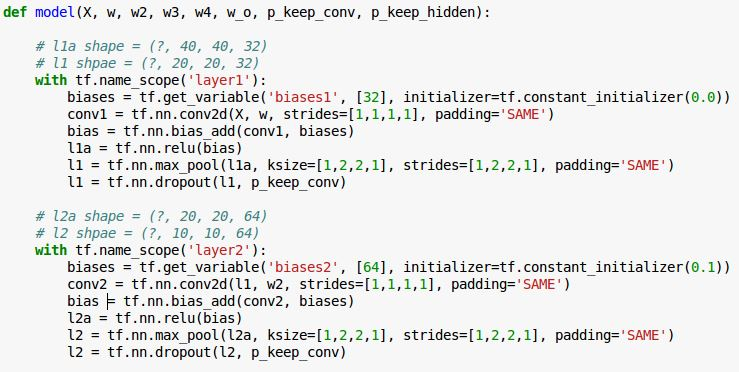 def model(X, w, w2, w3, w4, w_o, p_keep_conv, p_keep_hidden):
# l1a shape = (?, 40, 40, 32)
# l1 shpae = (?, 20, 20, 32)
with tf.name_scope('layer1'):
biases = tf.get_variable('biases1', [32], initializer=tf.constant_initializer(0.0))
conv1 = tf.nn.conv2d(X, w, strides=[1,1,1,1], padding='SAME')
bias = tf.nn.bias_add(conv1, biases)
l1a = tf.nn.relu(bias)
l1 = tf.nn.max_pool(l1a, ksize=[1,2,2,1], strides=[1,2,2,1], padding='SAME')
l1 = tf.nn.dropout(l1, p_keep_conv)
# l2a shape = (?, 20, 20, 64)
# l2 shpae = (?, 10, 10, 64)
with tf.name_scope('layer2'):
biases = tf.get_variable('biases2', [64], initializer=tf.constant_initializer(0.1))
conv2 = tf.nn.conv2d(l1, w2, strides=[1,1,1,1], padding='SAME')
bias = tf.nn.bias_add(conv2, biases)
l2a = tf.nn.relu(bias)
l2 = tf.nn.max_pool(l2a, ksize=[1,2,2,1], strides=[1,2,2,1], padding='SAME')
l2 = tf.nn.dropout(l2, p_keep_conv)